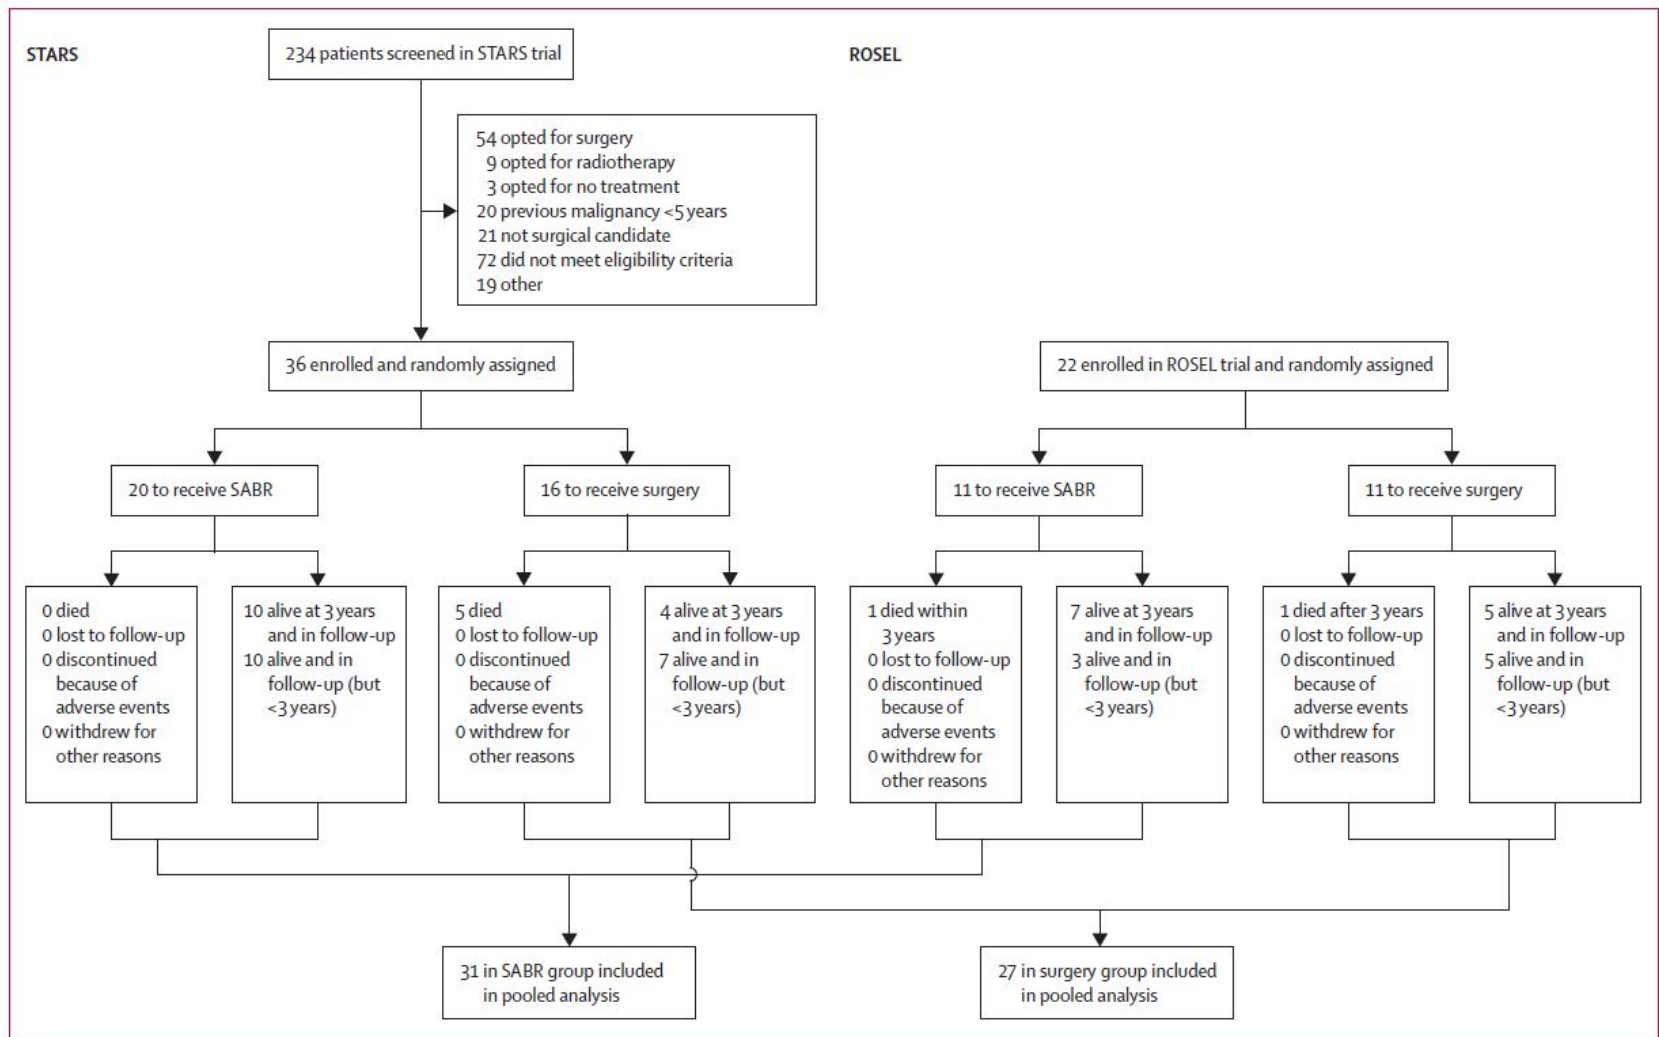 STARS
234 patients screened in STARS trial
ROSEL
54 opted for surgery
9 opted for radiotherapy
3 opted for no treatment
20 previous malignancy <5 years
21 not surgical candidate
72 did not meet eligibility criteria
19 other
36 enrolled and randomly assigned
22 enrolled in ROSEL trial and randomly assigned
20 to receive SABR
16 to receive surgery
11 to receive SABR
11 to receive surgery
0 died
0 lost to follow-up
0 discontinued
because of
adverse events
0 withdrew for
other reasons
10 alive at 3 years
and in follow-up
10 alive and in
follow-up (but
<3 years)
5 died
0 lost to follow-up
0 discontinued
because of
adverse events
0 withdrew for
other reasons
4 alive at 3 years
and in follow-up
7 alive and in
follow-up (but
<3 years)
1 died within
3 years
0 lost to follow-up
0 discontinued
because of
adverse events
0 withdrew for
other reasons
7 alive at 3 years
and in follow-up
3 alive and in
follow-up (but
<3 years)
1 died after 3 years
0 lost to follow-up
0 discontinued
because of
adverse events
0 withdrew for
other reasons
5 alive at 3 years
and in follow-up
5 alive and in
follow-up (but
<3 years)
31 in SABR group included
in pooled analysis
27 in surgery group included
in pooled analysis